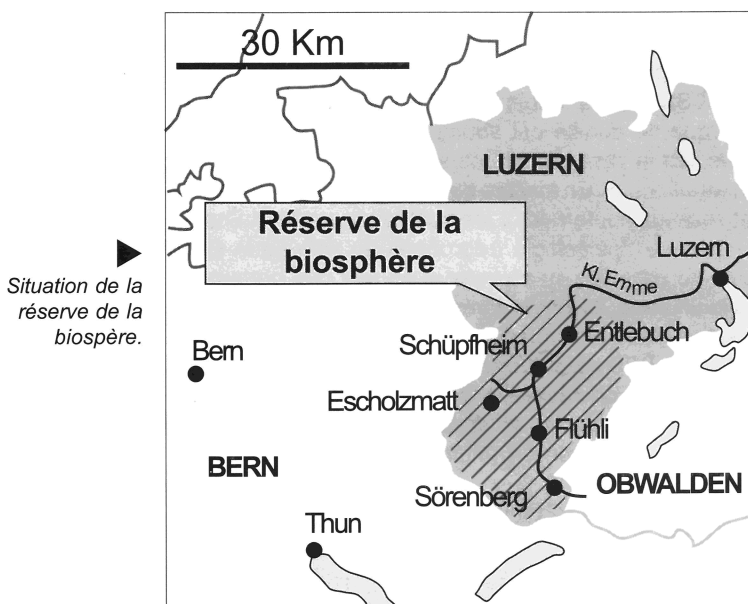 30 Km
LUZERN
Réserve de la
biosphère
Luzern
Kl. Emme
Situation de la
réserve de la
biospère.
Entlebuch
Schüpfheim
Bern
Escholzmatt
Flühli
BERN
OBWALDEN
Sörenberg
Thun